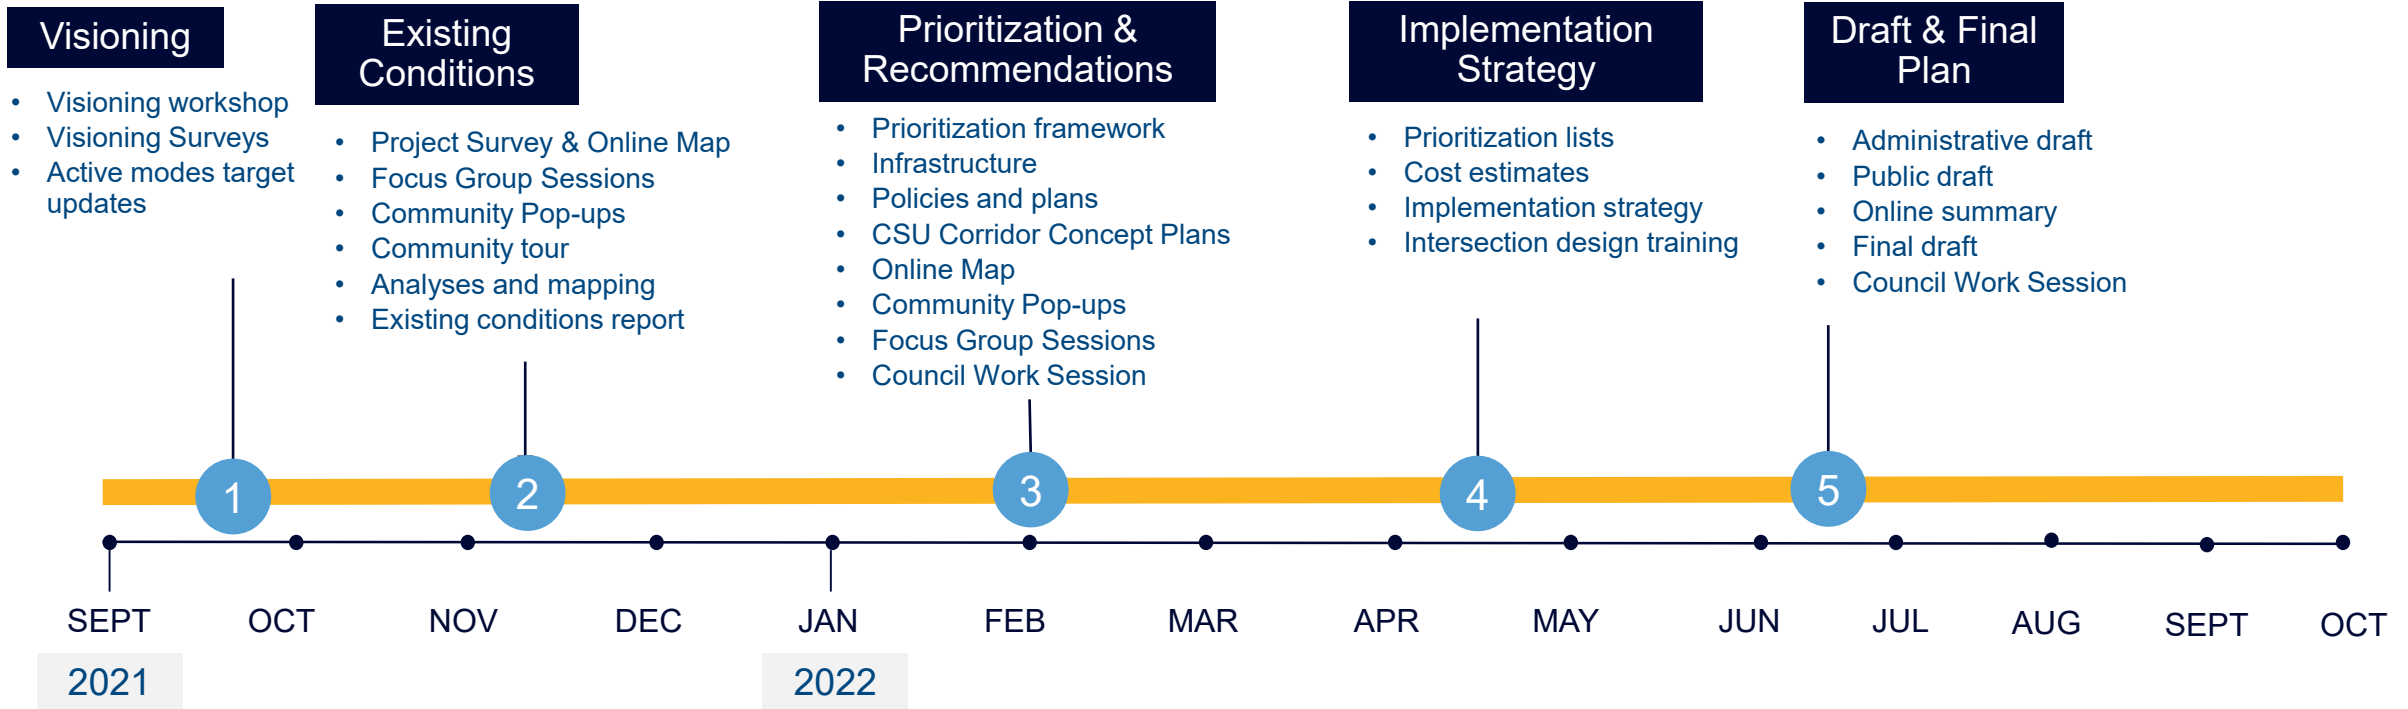 Visioning
• Visioning workshop
• Visioning Surveys
• Active modes target
updates
Existing
Conditions
• Project Survey & Online Map
• Focus Group Sessions
• Community Pop-ups
• Community tour
• Analyses and mapping
• Existing conditions report
Prioritization &
Recommendations
• Prioritization framework
• Infrastructure
• Policies and plans
• CSU Corridor Concept Plans
• Online Map
• Community Pop-ups
• Focus Group Sessions
• Council Work Session
Implementation
Strategy
• Prioritization lists
• Cost estimates
• Implementation strategy
• Intersection design training
Draft & Final
Plan
• Administrative draft
• Public draft
• Online summary
• Final draft
• Council Work Session
1 2 3 4 5
SEPT OCT NOV DEC JAN FEB MAR APR MAY JUN JUL AUG SEPT OCT
2021 2022